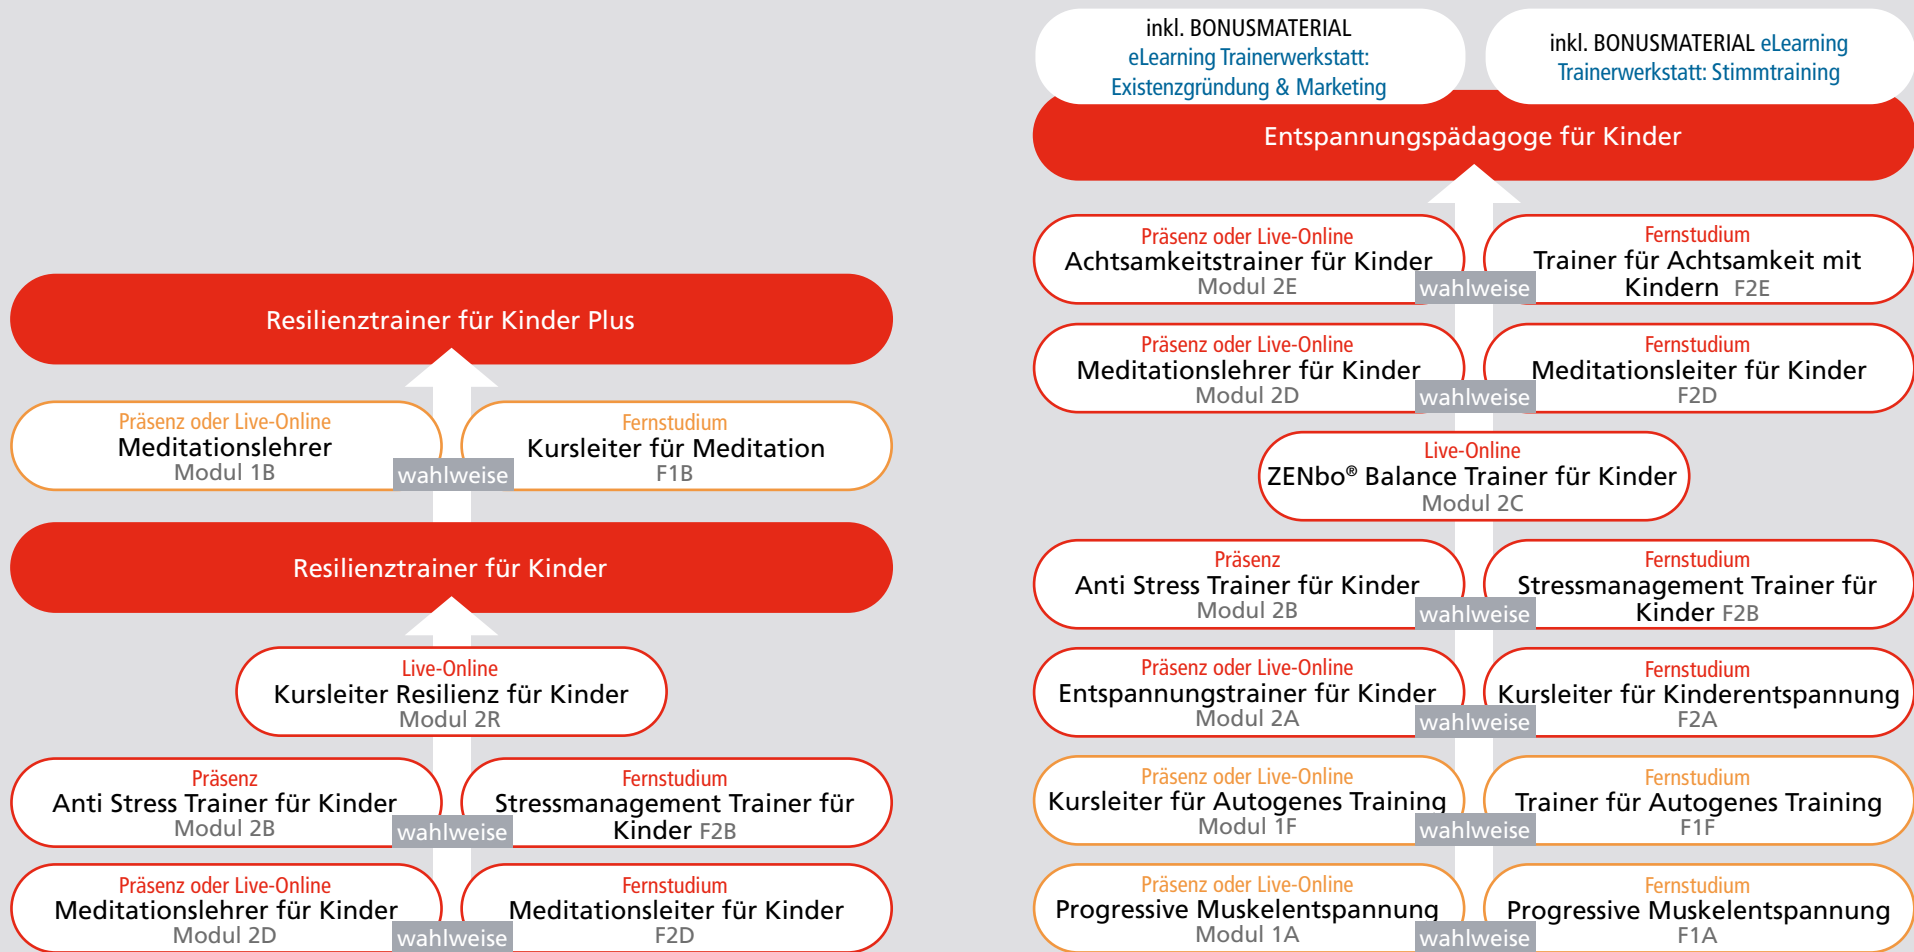 Resilienztrainer für Kinder Plus
Präsenz oder Live-Online
Meditationslehrer
Modul 1B
wahlweise
Fernstudium
Kursleiter für Meditation
F1B
Resilienztrainer für Kinder
Live-Online
Kursleiter Resilienz für Kinder
Modul 2R
Präsenz
Anti Stress Trainer für Kinder
Modul 2B
wahlweise
Fernstudium
Stressmanagement Trainer für
Kinder F2B
Präsenz oder Live-Online
Meditationslehrer für Kinder
Modul 2D
wahlweise
Fernstudium
Meditationsleiter für Kinder
F2D
inkl. BONUSMATERIAL
eLearning Trainerwerkstatt:
Existenzgründung & Marketing
inkl. BONUSMATERIAL eLearning
Trainerwerkstatt: Stimmtraining
Entspannungspädagoge für Kinder
Präsenz oder Live-Online
Achtsamkeitstrainer für Kinder
Modul 2E
wahlweise
Fernstudium
Trainer für Achtsamkeit mit
Kindern F2E
Präsenz oder Live-Online
Meditationslehrer für Kinder
Modul 2D
wahlweise
Fernstudium
Meditationsleiter für Kinder
F2D
Live-Online
ZENbo® Balance Trainer für Kinder
Modul 2C
Präsenz
Anti Stress Trainer für Kinder
Modul 2B
wahlweise
Fernstudium
Stressmanagement Trainer für
Kinder F2B
Präsenz oder Live-Online
Entspannungstrainer für Kinder
Modul 2A
wahlweise
Fernstudium
Kursleiter für Kinderentspannung
F2A
Präsenz oder Live-Online
Kursleiter für Autogenes Training
Modul 1F
wahlweise
Fernstudium
Trainer für Autogenes Training
F1F
Präsenz oder Live-Online
Progressive Muskelentspannung
Modul 1A
wahlweise
Fernstudium
Progressive Muskelentspannung
F1A